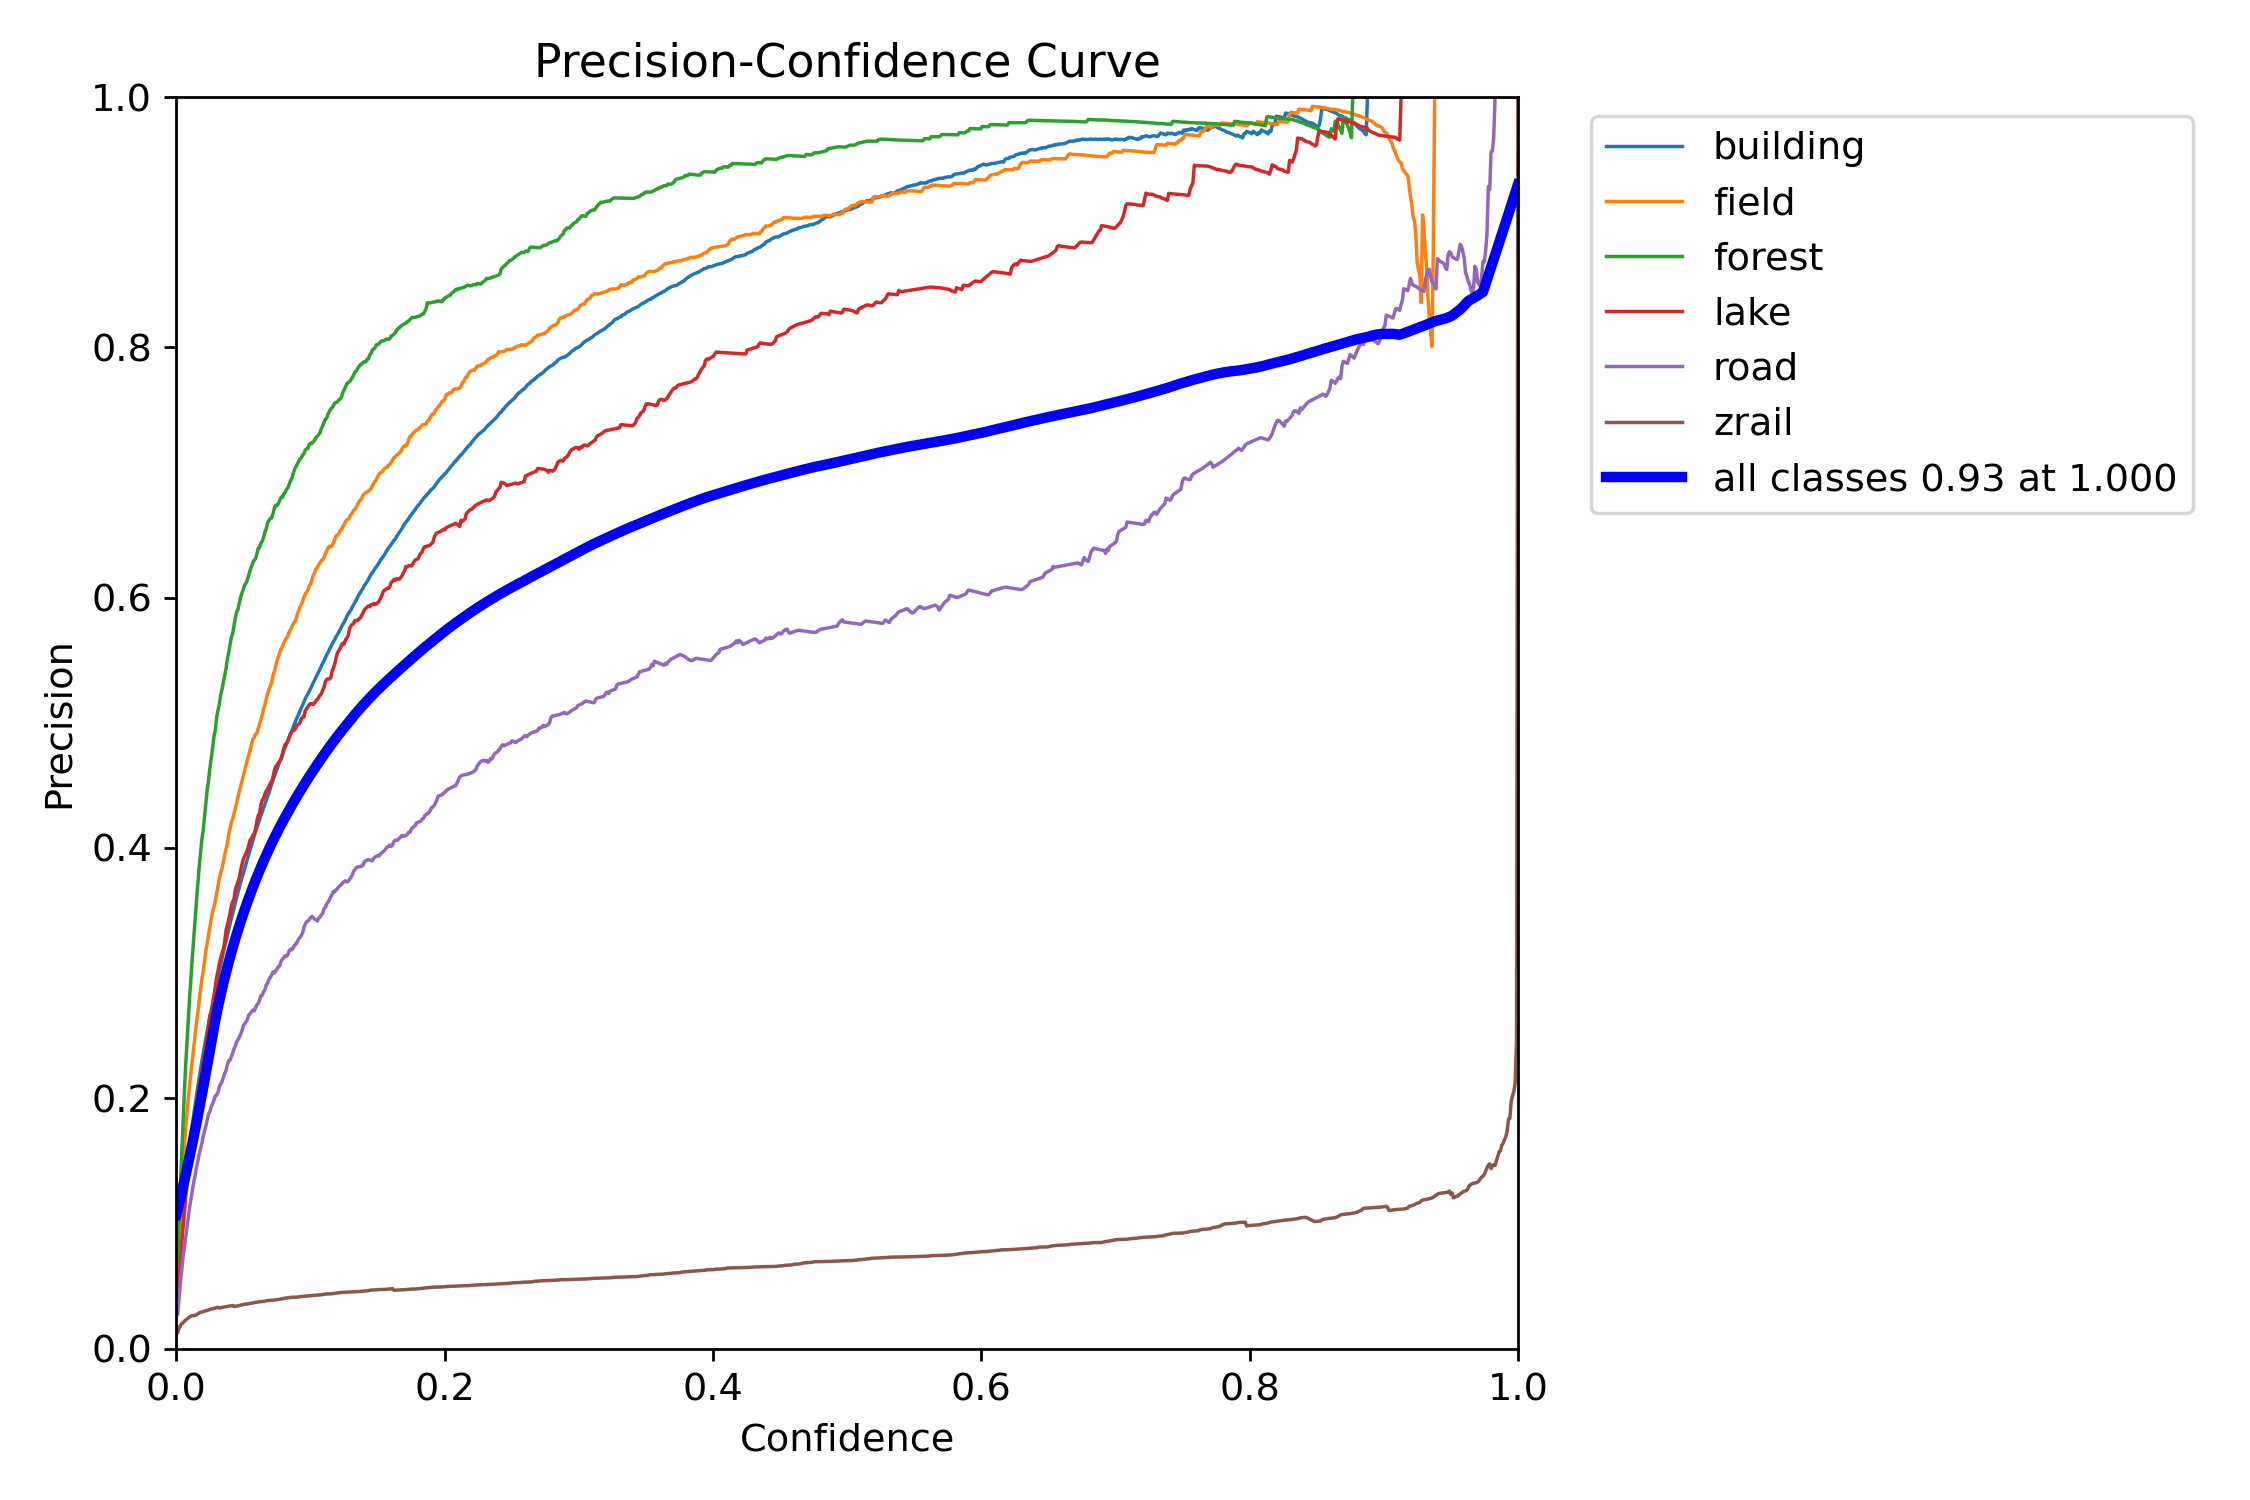 Precision-Confidence Curve
1.0
0.8
0.6
0.4
0.2
0.0
Precision
0.0 0.2 0.4 0.6 0.8 1.0
Confidence
building
field
forest
lake
road
zrail
all classes 0.93 at 1.000